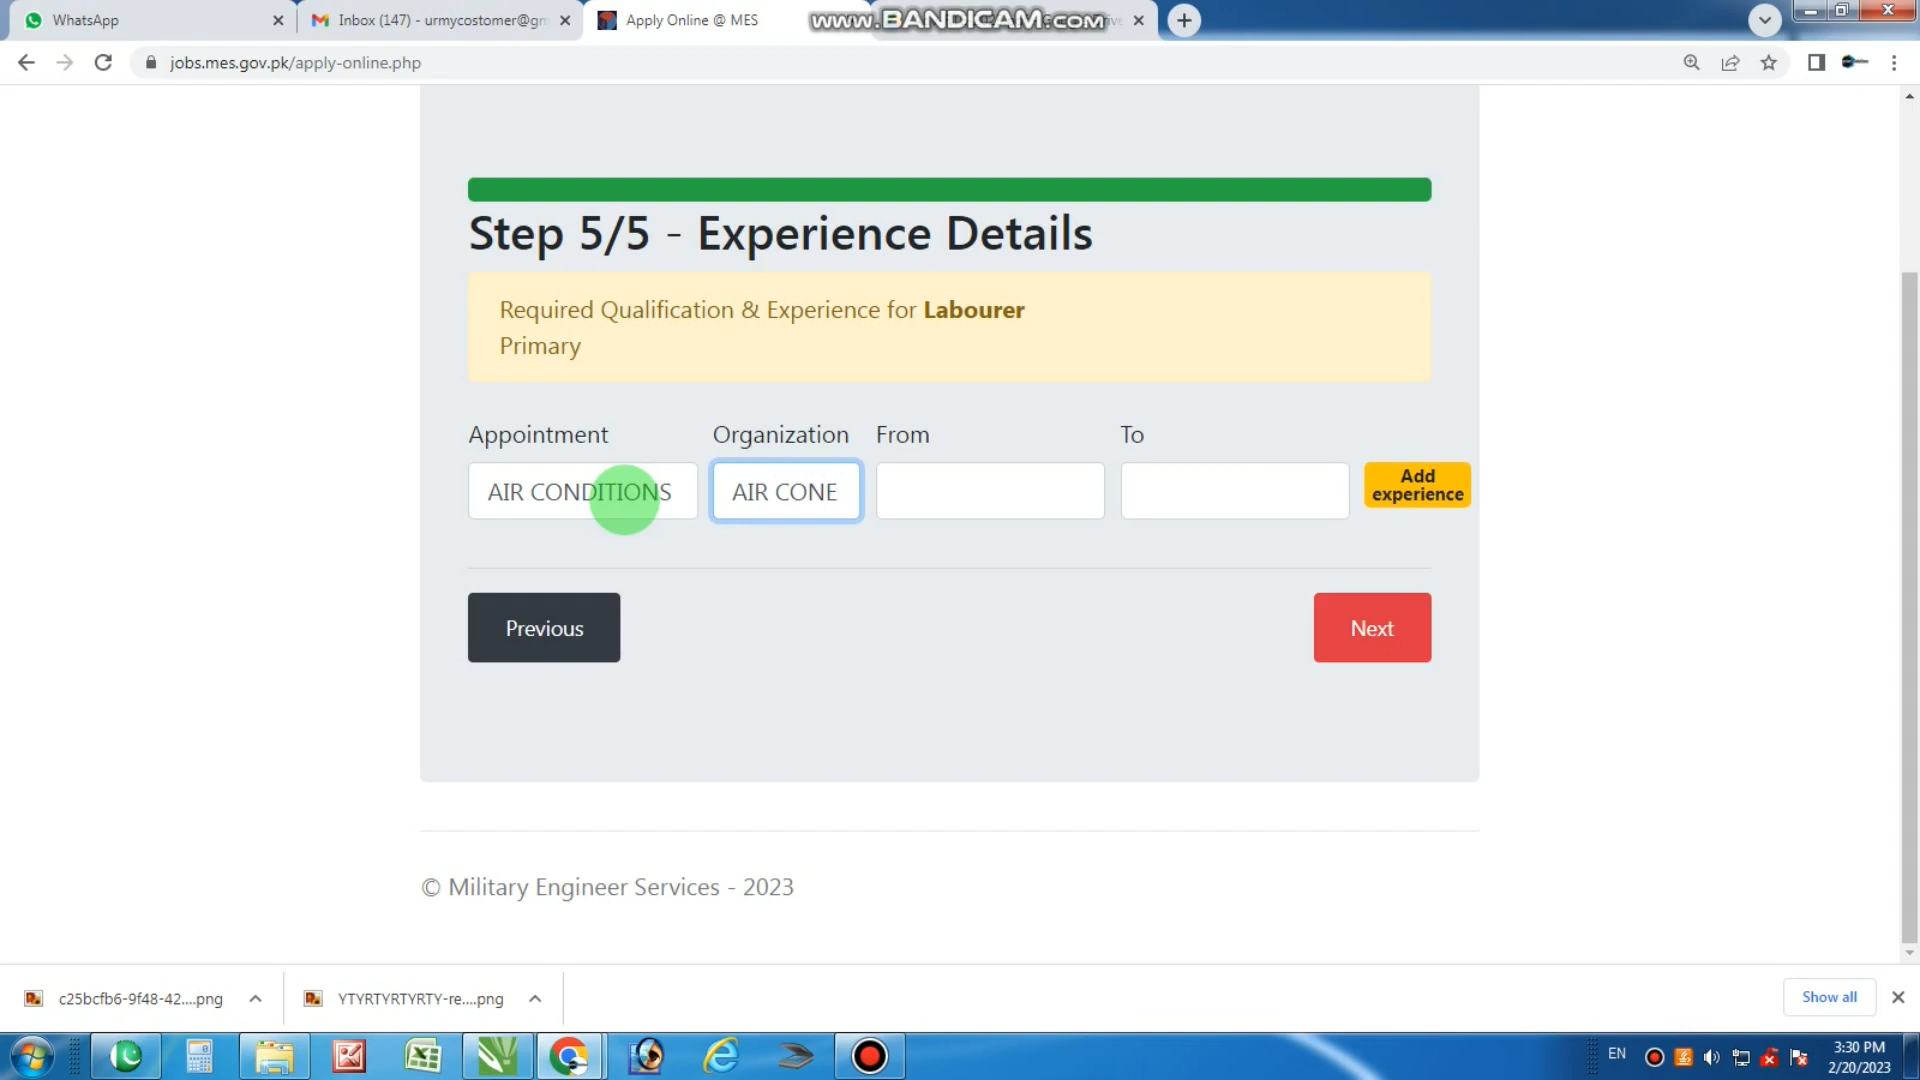 WhatsApp
Inbox (147) - urmycostomer@gm
Apply Online @ MES
www.BANDICAM.com
jobs.mes.gov.pk/apply-online.php
Step 5/5 - Experience Details
Required Qualification & Experience for Labourer
Primary
Appointment Organization From To
AIR CONDITIONS AIR CONE
Add
experience
Previous
Next
© Military Engineer Services - 2023
c25bcfb6-9f48-42....png
YTYRTYRTYRTY-re....png
Show all
EN
3:30 PM
2/20/2023